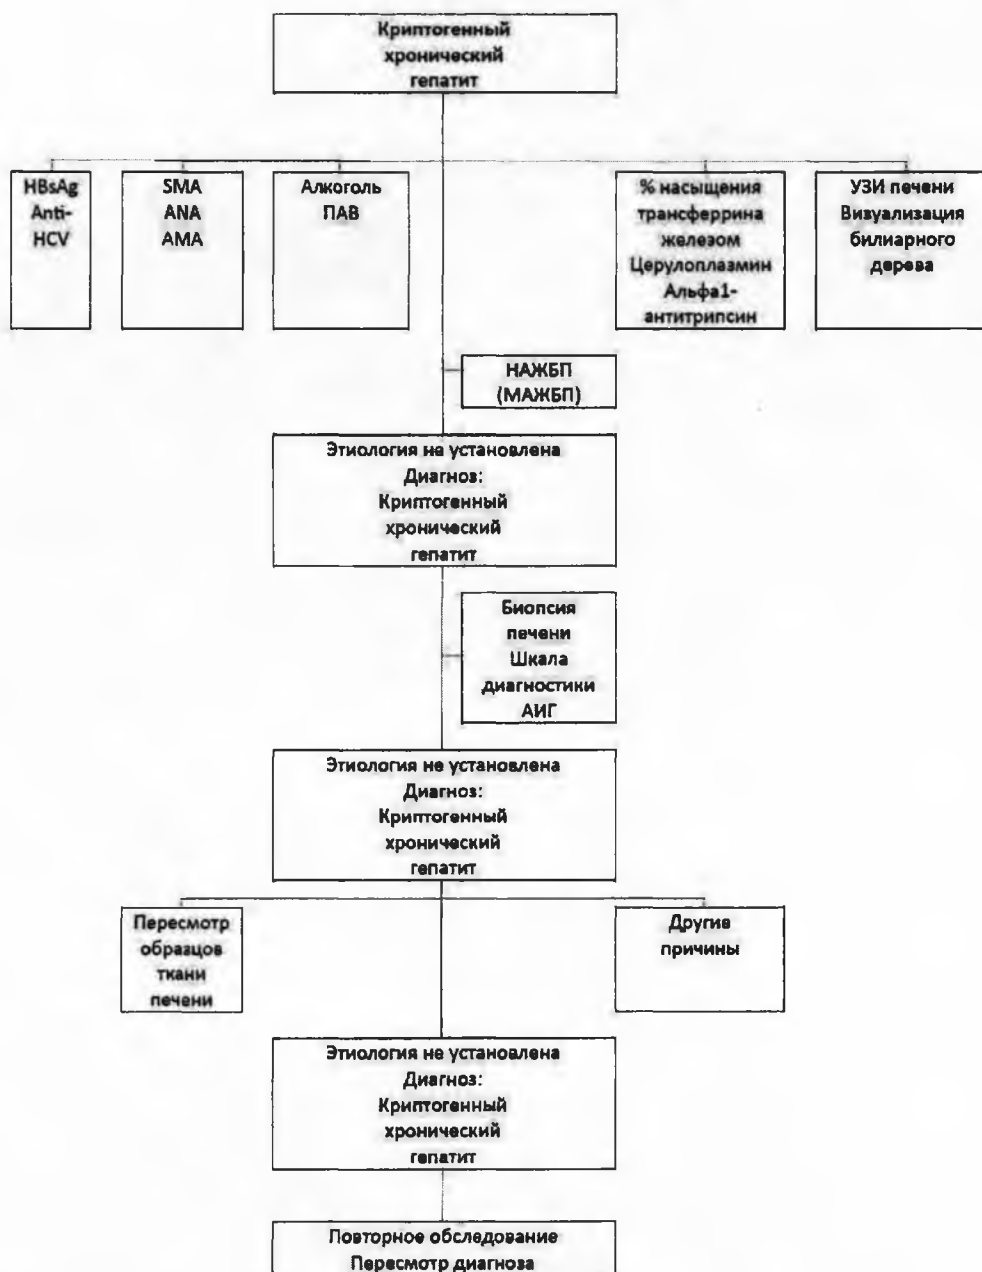 Криптогенный
хронический
гепатит
HBsAg
Anti-
HCV
SMA
ANA
AMA
Алкоголь
ПАВ
% насыщения
трансферрина
железом
Церулоплазмин
Альфа1-
антитрипсин
УЗИ печени
Визуализация
билиарного
дерева
НАЖБП
(МАЖБП)
Этиология не установлена
Диагноз:
Криптогенный
хронический
гепатит
Биопсия
печени
Шкала
диагностики
АИГ
Этиология не установлена
Диагноз:
Криптогенный
хронический
гепатит
Пересмотр
образцов
ткани
печени
Другие
причины
Этиология не установлена
Диагноз:
Криптогенный
хронический
гепатит
Повторное обследование
Пересмотр диагноза